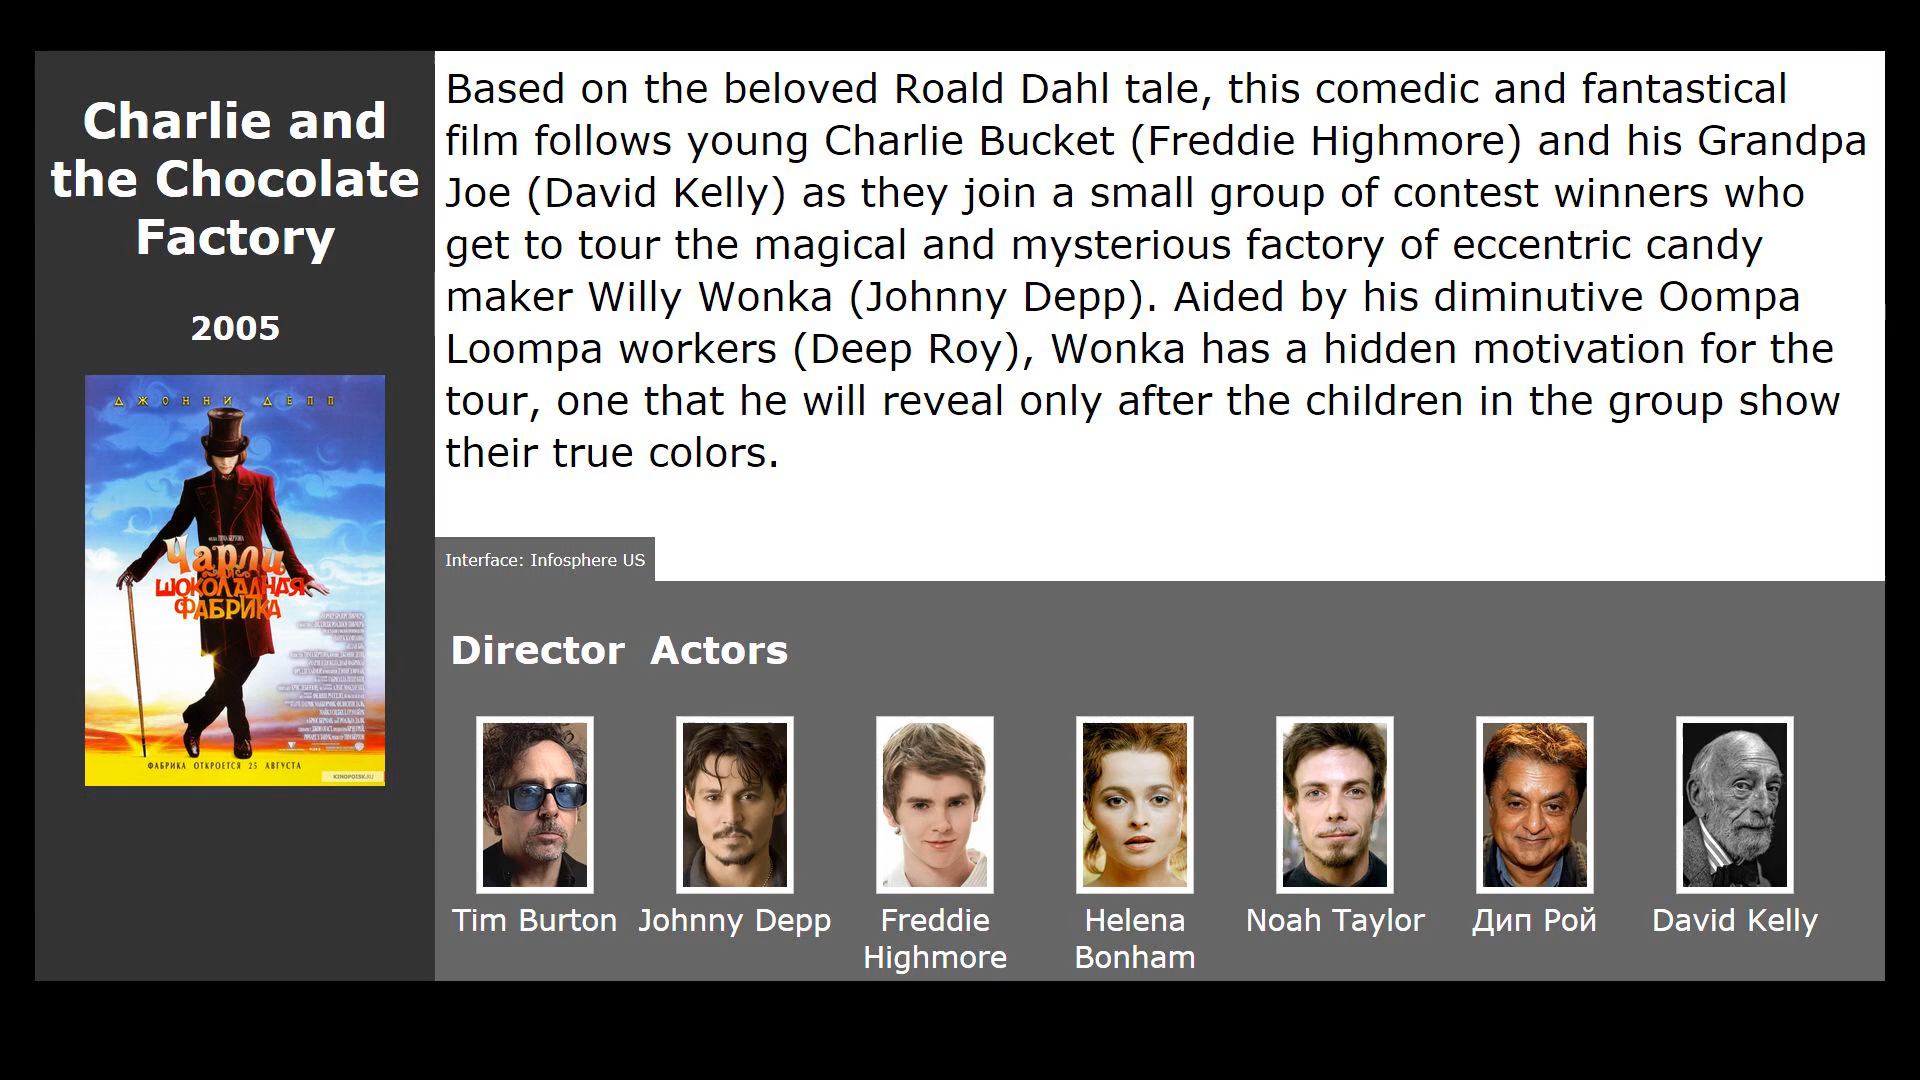 Charlie and
the Chocolate
Factory
2005
ДЖОННИ ДЕПП
Чарли
и
ШОКОЛАДНАЯ
ФАБРИКА
ФАБРИКА ОТКРОЕТСЯ 25 АВГУСТА
KINOPOISK.RU
Based on the beloved Roald Dahl tale, this comedic and fantastical
film follows young Charlie Bucket (Freddie Highmore) and his Grandpa
Joe (David Kelly) as they join a small group of contest winners who
get to tour the magical and mysterious factory of eccentric candy
maker Willy Wonka (Johnny Depp). Aided by his diminutive Oompa
Loompa workers (Deep Roy), Wonka has a hidden motivation for the
tour, one that he will reveal only after the children in the group show
their true colors.
Interface: Infosphere US
Director Actors
Tim Burton Johnny Depp Freddie Helena Noah Taylor Дип Рой David Kelly
Highmore Bonham